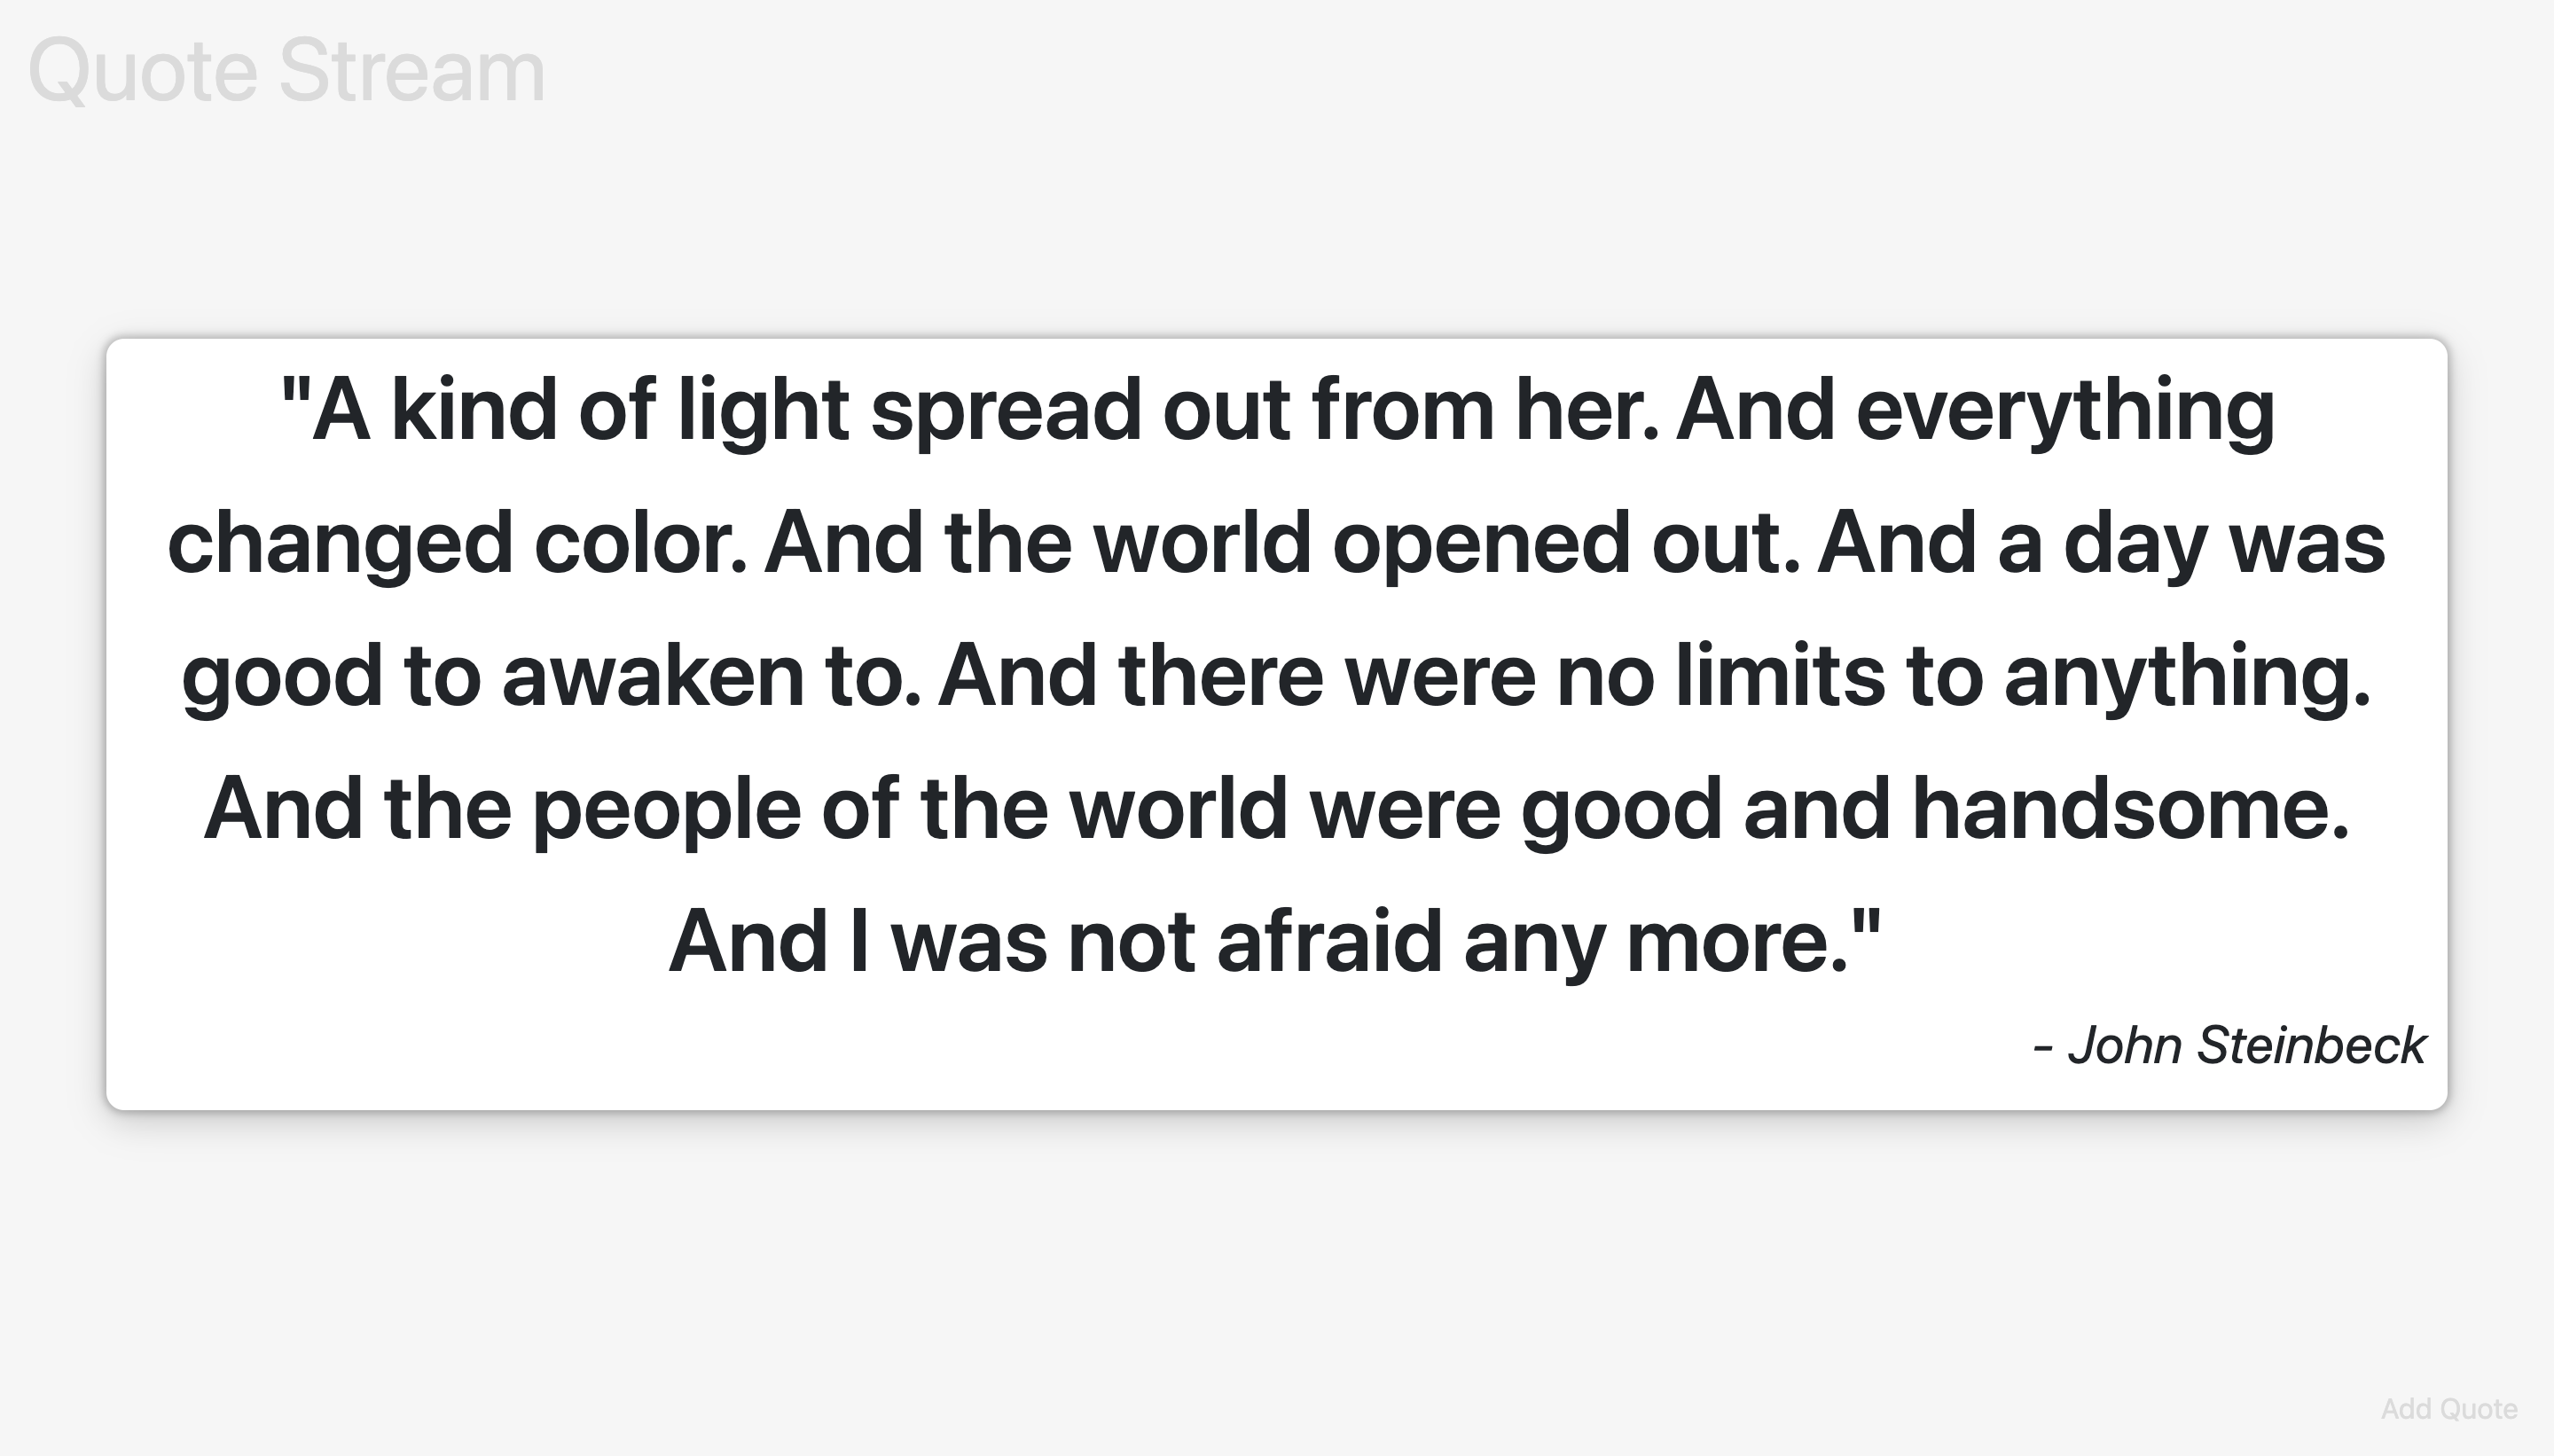 Quote Stream
"A kind of light spread out from her. And everything
changed color. And the world opened out. And a day was
good to awaken to. And there were no limits to anything.
And the people of the world were good and handsome.
And I was not afraid any more."
- John Steinbeck
Add Quote